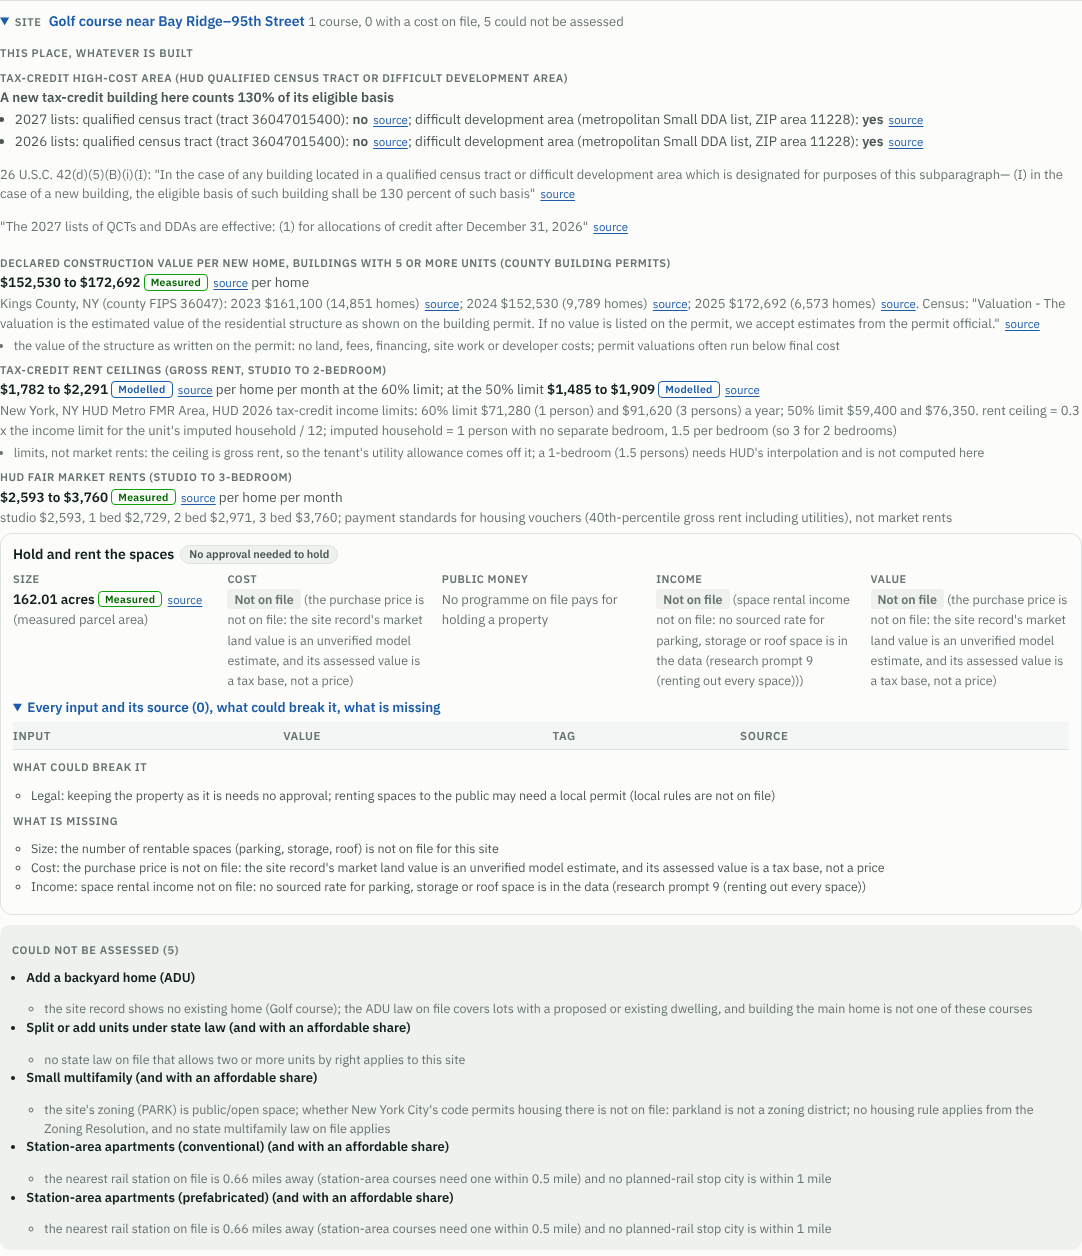 ▼ SITE Golf course near Bay Ridge–95th Street 1 course, 0 with a cost on file, 5 could not be assessed
THIS PLACE, WHATEVER IS BUILT
TAX-CREDIT HIGH-COST AREA (HUD QUALIFIED CENSUS TRACT OR DIFFICULT DEVELOPMENT AREA)
A new tax-credit building here counts 130% of its eligible basis
• 2027 lists: qualified census tract (tract 36047015400): no source; difficult development area (metropolitan Small DDA list, ZIP area 11228): yes source
• 2026 lists: qualified census tract (tract 36047015400): no source; difficult development area (metropolitan Small DDA list, ZIP area 11228): yes source
26 U.S.C. 42(d)(5)(B)(i)(I): "In the case of any building located in a qualified census tract or difficult development area which is designated for purposes of this subparagraph— (I) in the
case of a new building, the eligible basis of such building shall be 130 percent of such basis" source
"The 2027 lists of QCTs and DDAs are effective: (1) for allocations of credit after December 31, 2026" source
DECLARED CONSTRUCTION VALUE PER NEW HOME, BUILDINGS WITH 5 OR MORE UNITS (COUNTY BUILDING PERMITS)
$152,530 to $172,692 Measured source per home
Kings County, NY (county FIPS 36047): 2023 $161,100 (14,851 homes) source; 2024 $152,530 (9,789 homes) source; 2025 $172,692 (6,573 homes) source. Census: "Valuation - The
valuation is the estimated value of the residential structure as shown on the building permit. If no value is listed on the permit, we accept estimates from the permit official." source
• the value of the structure as written on the permit: no land, fees, financing, site work or developer costs; permit valuations often run below final cost
TAX-CREDIT RENT CEILINGS (GROSS RENT, STUDIO TO 2-BEDROOM)
$1,782 to $2,291 Modelled source per home per month at the 60% limit; at the 50% limit $1,485 to $1,909 Modelled source
New York, NY HUD Metro FMR Area, HUD 2026 tax-credit income limits: 60% limit $71,280 (1 person) and $91,620 (3 persons) a year; 50% limit $59,400 and $76,350. rent ceiling = 0.3
x the income limit for the unit's imputed household / 12; imputed household = 1 person with no separate bedroom, 1.5 per bedroom (so 3 for 2 bedrooms)
• limits, not market rents: the ceiling is gross rent, so the tenant's utility allowance comes off it; a 1-bedroom (1.5 persons) needs HUD's interpolation and is not computed here
HUD FAIR MARKET RENTS (STUDIO TO 3-BEDROOM)
$2,593 to $3,760 Measured source per home per month
studio $2,593, 1 bed $2,729, 2 bed $2,971, 3 bed $3,760; payment standards for housing vouchers (40th-percentile gross rent including utilities), not market rents
Hold and rent the spaces No approval needed to hold
SIZE
162.01 acres Measured source
(measured parcel area)
COST
Not on file (the purchase price is
not on file: the site record's market
land value is an unverified model
estimate, and its assessed value is
a tax base, not a price)
PUBLIC MONEY
No programme on file pays for
holding a property
INCOME
Not on file (space rental income
not on file: no sourced rate for
parking, storage or roof space is in
the data (research prompt 9
(renting out every space)))
VALUE
Not on file (the purchase price is
not on file: the site record's market
land value is an unverified model
estimate, and its assessed value is
a tax base, not a price)
▼ Every input and its source (0), what could break it, what is missing
INPUT VALUE TAG SOURCE
WHAT COULD BREAK IT
◦ Legal: keeping the property as it is needs no approval; renting spaces to the public may need a local permit (local rules are not on file)
WHAT IS MISSING
◦ Size: the number of rentable spaces (parking, storage, roof) is not on file for this site
◦ Cost: the purchase price is not on file: the site record's market land value is an unverified model estimate, and its assessed value is a tax base, not a price
◦ Income: space rental income not on file: no sourced rate for parking, storage or roof space is in the data (research prompt 9 (renting out every space))
COULD NOT BE ASSESSED (5)
• Add a backyard home (ADU)
◦ the site record shows no existing home (Golf course); the ADU law on file covers lots with a proposed or existing dwelling, and building the main home is not one of these courses
• Split or add units under state law (and with an affordable share)
◦ no state law on file that allows two or more units by right applies to this site
• Small multifamily (and with an affordable share)
◦ the site's zoning (PARK) is public/open space; whether New York City's code permits housing there is not on file: parkland is not a zoning district; no housing rule applies from the
Zoning Resolution, and no state multifamily law on file applies
• Station-area apartments (conventional) (and with an affordable share)
◦ the nearest rail station on file is 0.66 miles away (station-area courses need one within 0.5 mile) and no planned-rail stop city is within 1 mile
• Station-area apartments (prefabricated) (and with an affordable share)
◦ the nearest rail station on file is 0.66 miles away (station-area courses need one within 0.5 mile) and no planned-rail stop city is within 1 mile